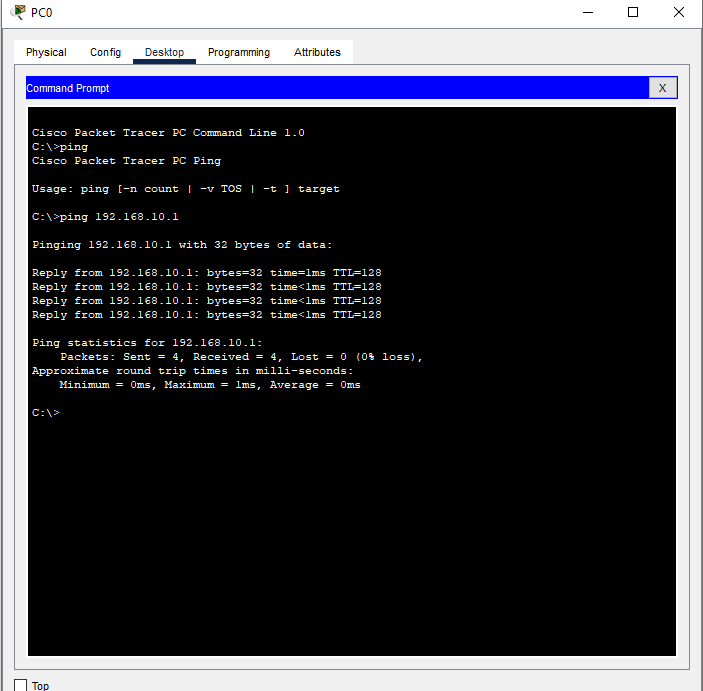 PC0
Physical Config Desktop Programming Attributes
Command Prompt
X
Cisco Packet Tracer PC Command Line 1.0
C:\>ping
Cisco Packet Tracer PC Ping
Usage: ping [-n count | -v TOS | -t ] target
C:\>ping 192.168.10.1
Pinging 192.168.10.1 with 32 bytes of data:
Reply from 192.168.10.1: bytes=32 time=1ms TTL=128
Reply from 192.168.10.1: bytes=32 time<1ms TTL=128
Reply from 192.168.10.1: bytes=32 time<1ms TTL=128
Reply from 192.168.10.1: bytes=32 time<1ms TTL=128
Ping statistics for 192.168.10.1:
Packets: Sent = 4, Received = 4, Lost = 0 (0% loss),
Approximate round trip times in milli-seconds:
Minimum = 0ms, Maximum = 1ms, Average = 0ms
C:\>
Top